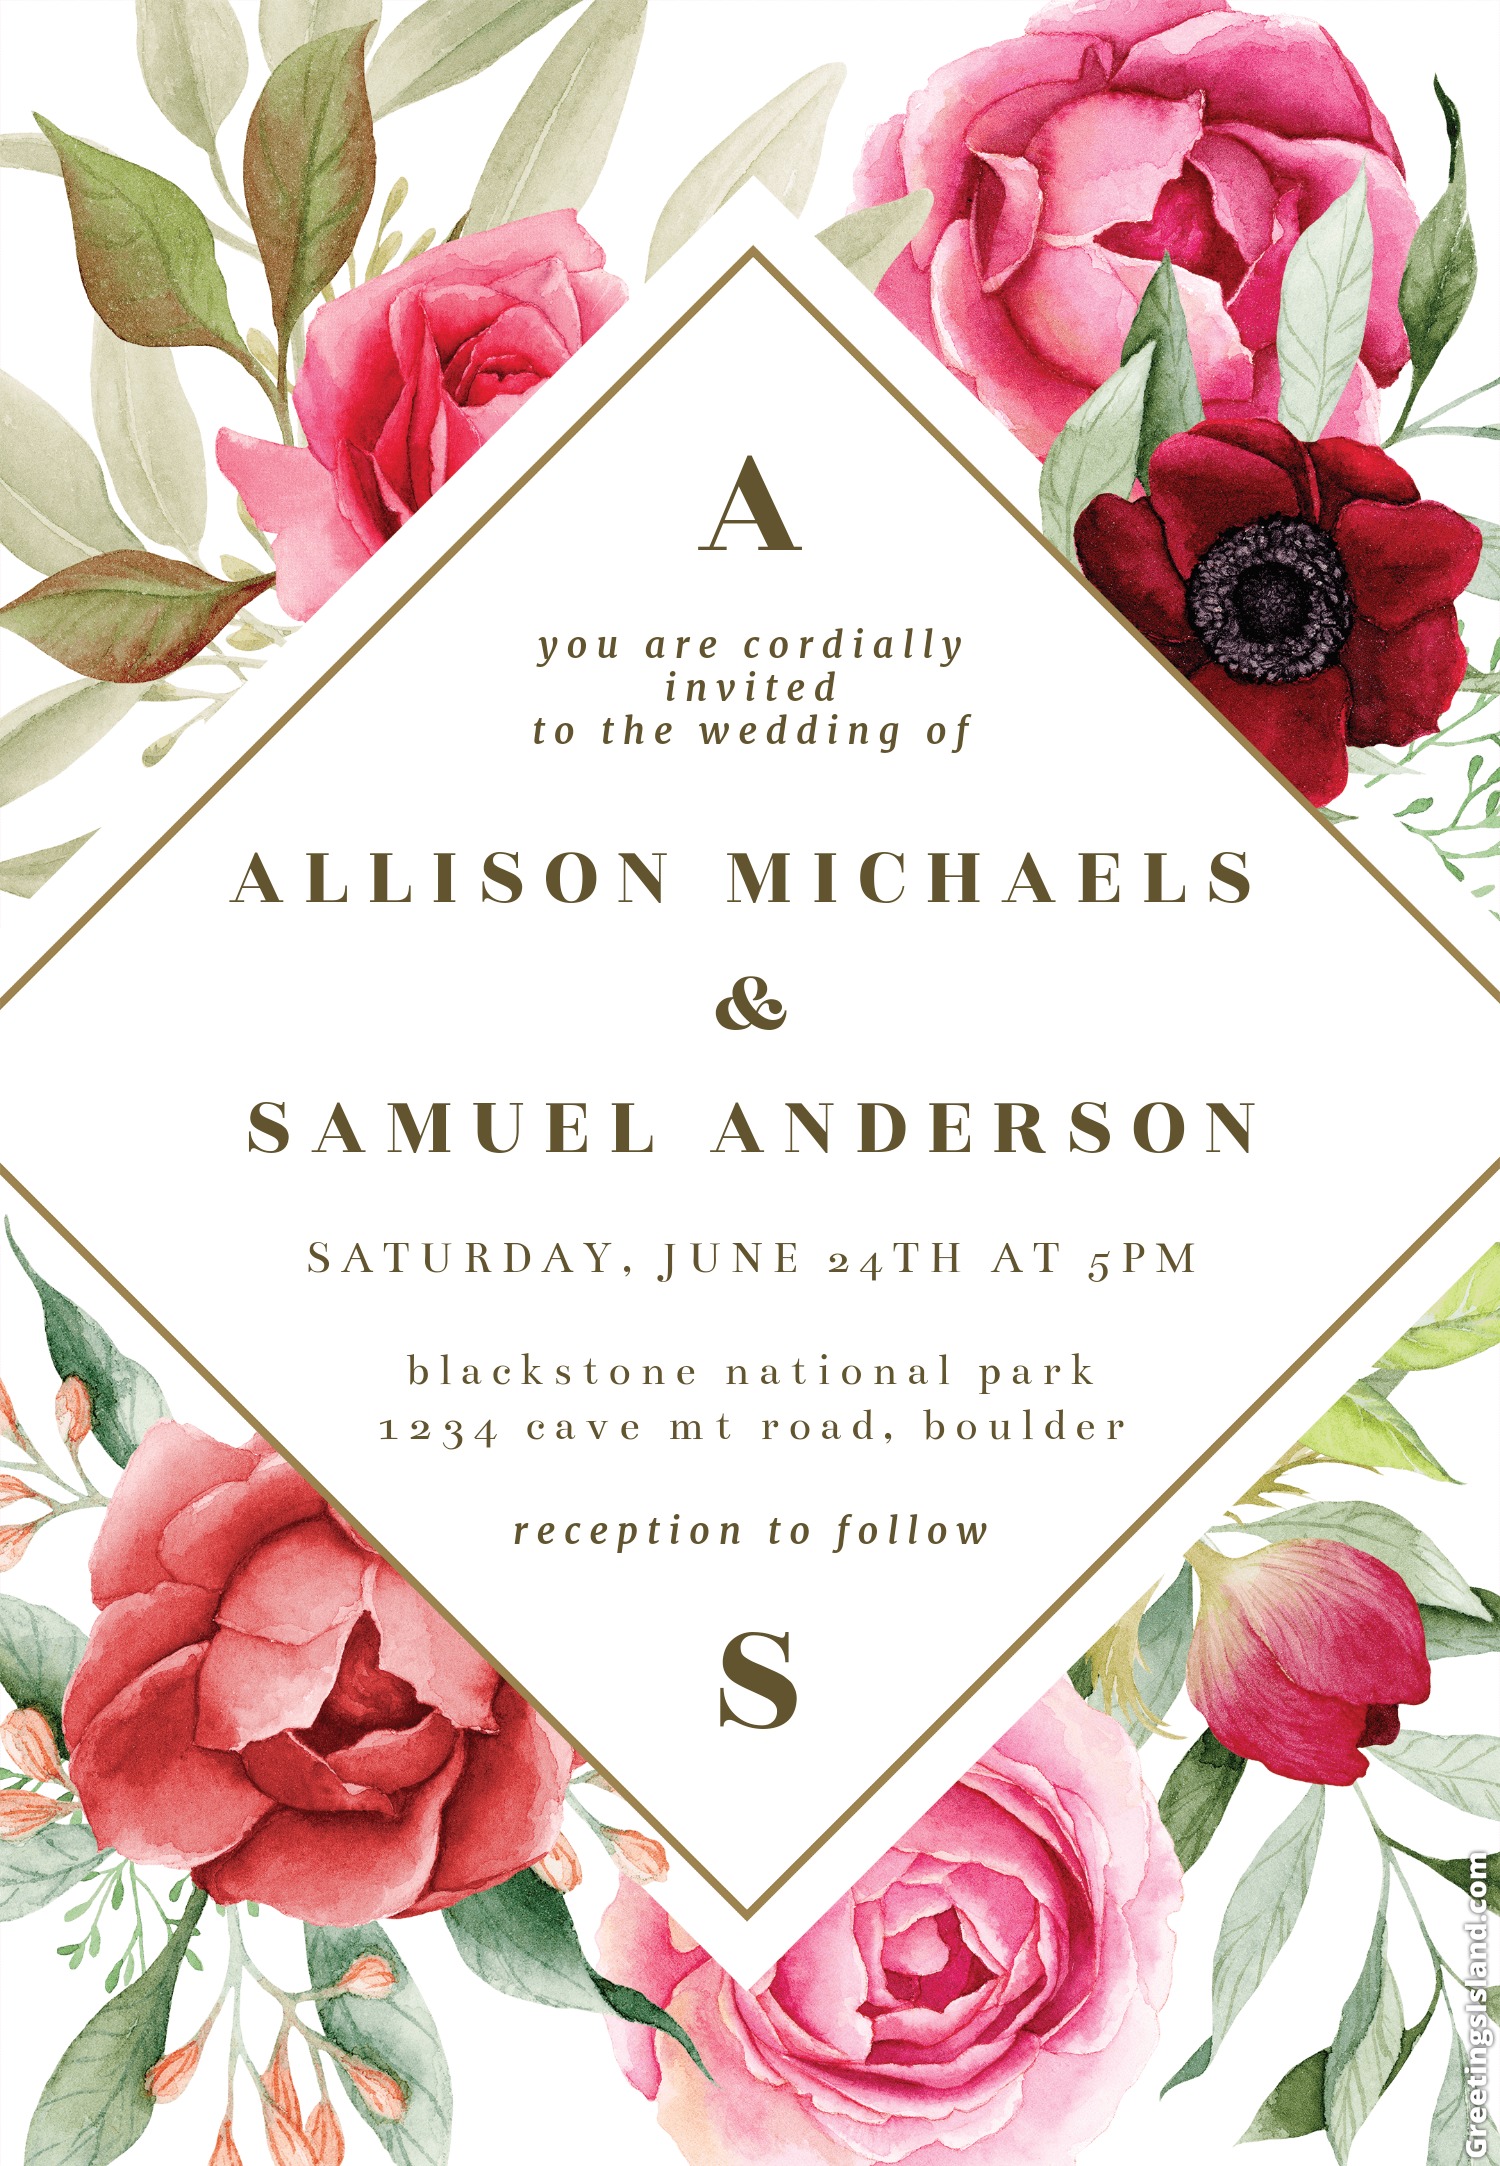 A
you are cordially
invited
to the wedding of
ALLISON MICHAELS
&
SAMUEL ANDERSON
SATURDAY, JUNE 24TH AT 5PM
blackstone national park
1234 cave mt road, boulder
reception to follow
S
GreetingsIsland.com